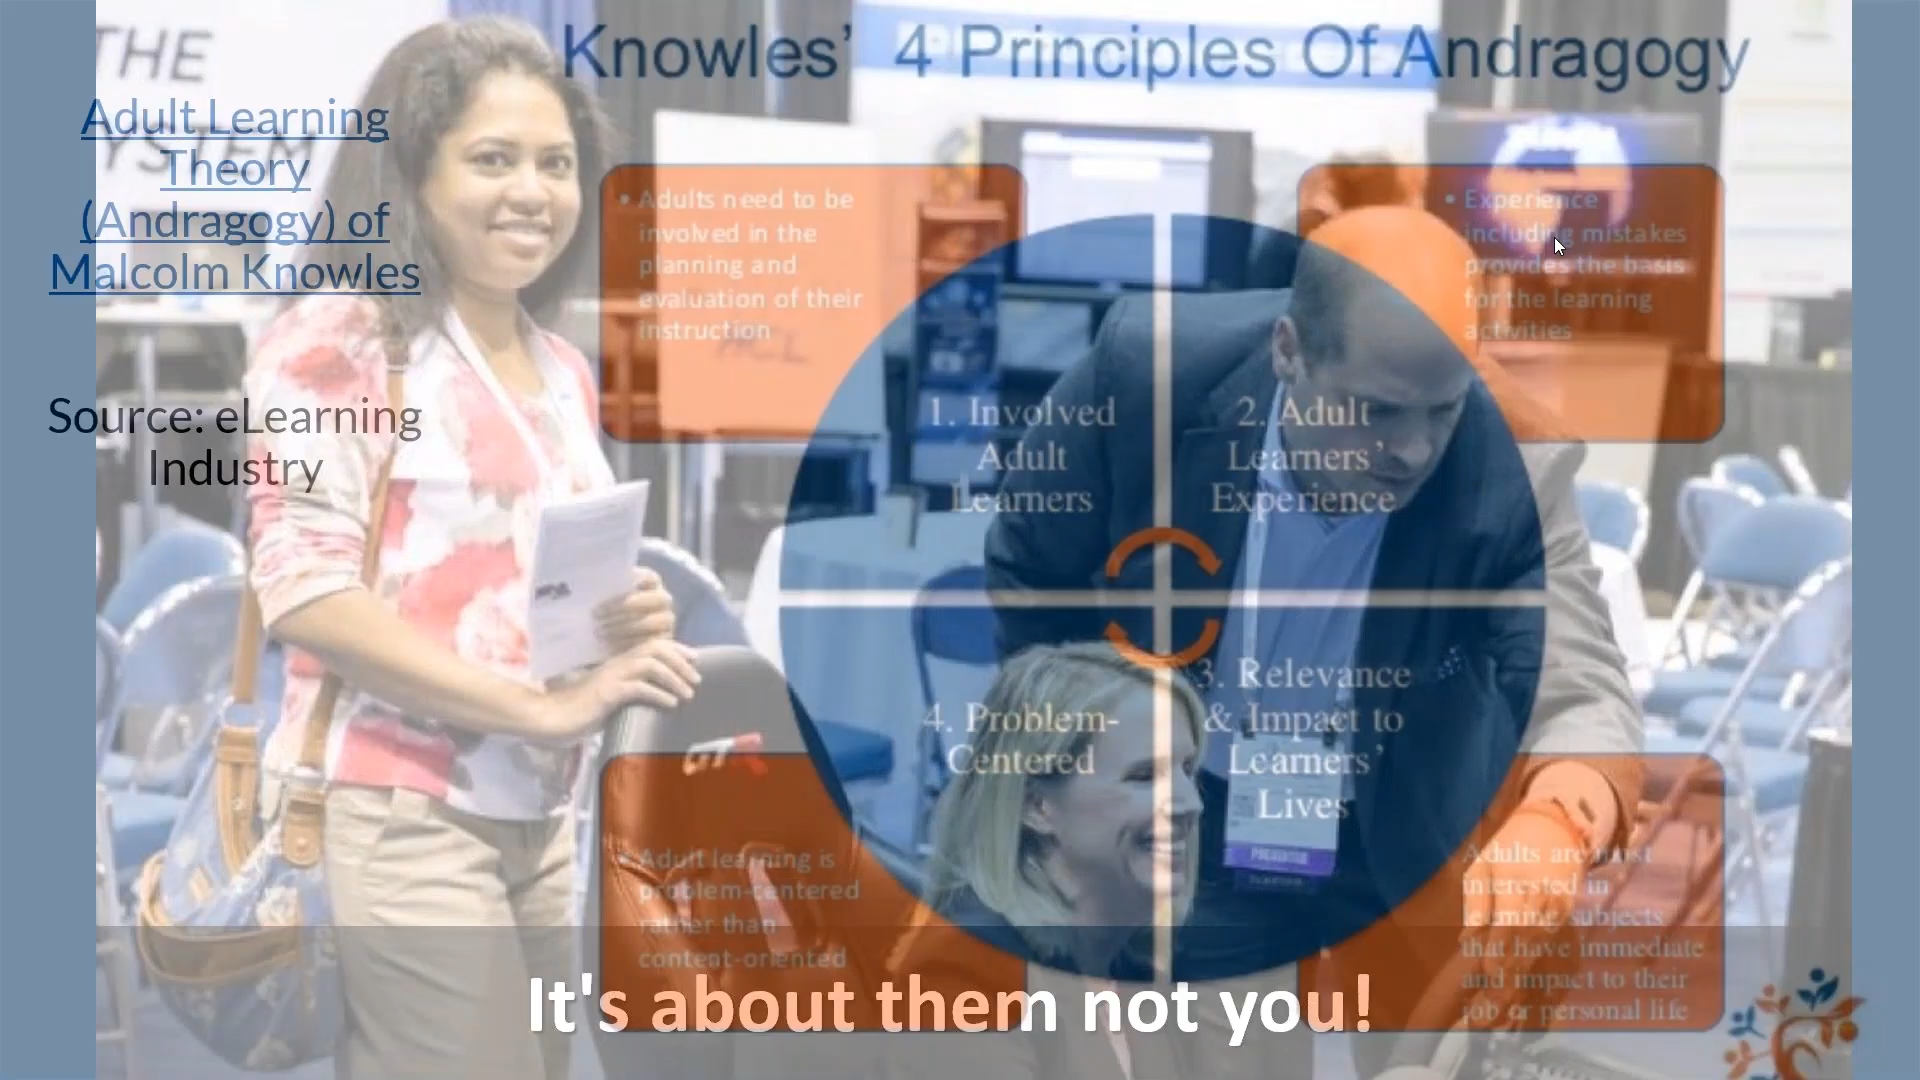 Knowles’ 4 Principles Of Andragogy
THE
SYSTEM
Adult Learning
Theory
(Andragogy) of
Malcolm Knowles
Source: eLearning
Industry
• Adults need to be
involved in the
planning and
evaluation of their
instruction
• Experience
including mistakes
provides the basis
for the learning
activities
1. Involved
Adult
Learners
2. Adult
Learners’
Experience
4. Problem-
Centered
3. Relevance
& Impact to
Learners’
Lives
• Adult learning is
problem-centered
rather than
content-oriented
Adults are most
interested in
learning subjects
that have immediate
and impact to their
job or personal life
GT
PRESENTER
It's about them not you!